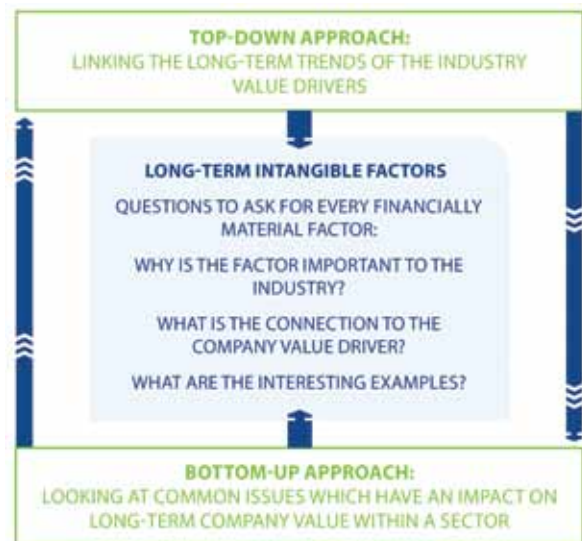 TOP-DOWN APPROACH:
LINKING THE LONG-TERM TRENDS OF THE INDUSTRY
VALUE DRIVERS
LONG-TERM INTANGIBLE FACTORS
QUESTIONS TO ASK FOR EVERY FINANCIALLY
MATERIAL FACTOR:
WHY IS THE FACTOR IMPORTANT TO THE
INDUSTRY?
WHAT IS THE CONNECTION TO THE
COMPANY VALUE DRIVER?
WHAT ARE THE INTERESTING EXAMPLES?
BOTTOM-UP APPROACH:
LOOKING AT COMMON ISSUES WHICH HAVE AN IMPACT ON
LONG-TERM COMPANY VALUE WITHIN A SECTOR